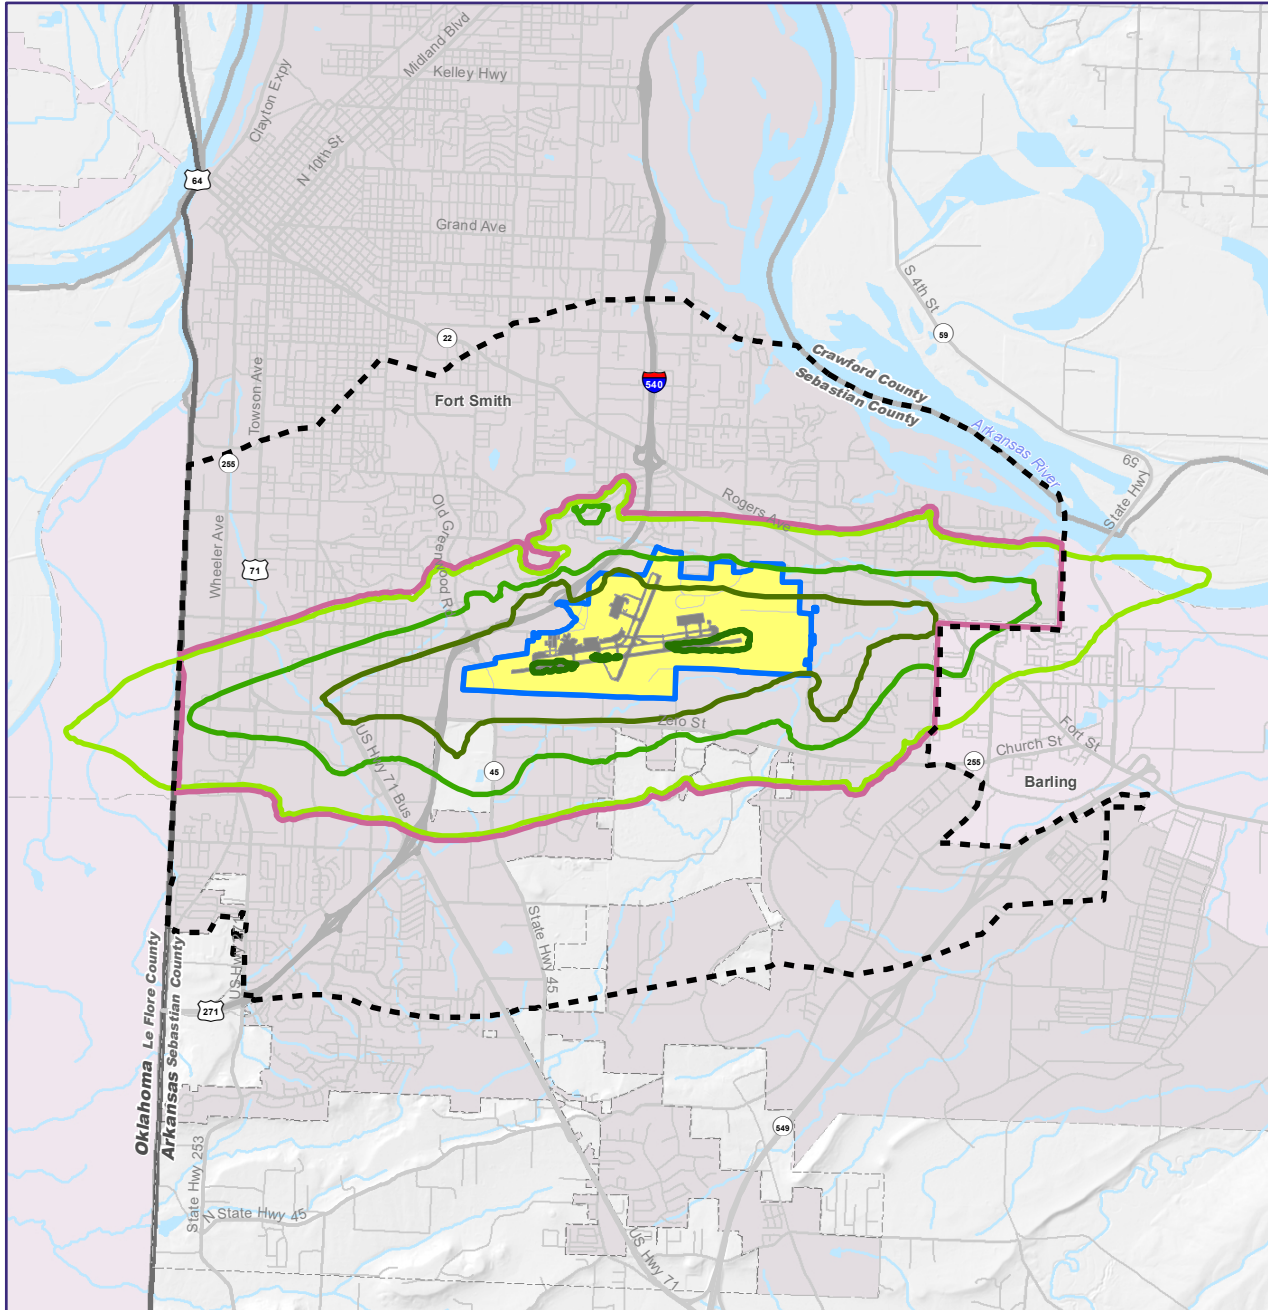 Midland Blvd
Kelley Hwy
Clayton Expy
N 10th St
64
Grand Ave
S 4th St
59
22
Crawford County
Sebastian County
540
Fort Smith
Towson Ave
Arkansas River
255
59
State Hwy
Old Greenwood R
Rogers Ave
Wheeler Ave
71
Zero St
Fort St
Church St
255
US Hwy 71 Bus
45
Barling
State Hwy 45
US Hwy
271
Oklahoma Le Flore County
Arkansas Sebastian County
549
State Hwy 253
N State Hwy 45
US Hwy 71